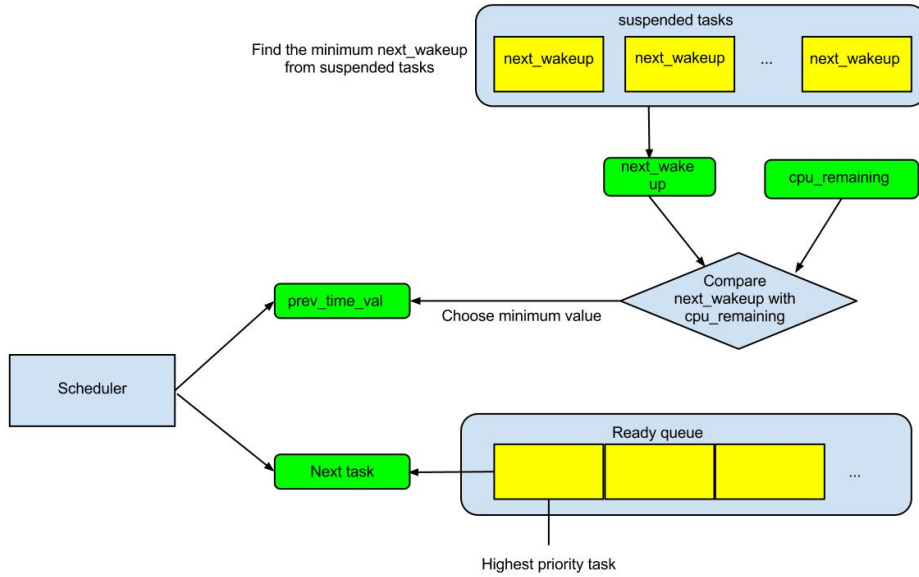 suspended tasks
Find the minimum next_wakeup
from suspended tasks
next_wakeup
next_wakeup
...
next_wakeup
next_wake
up
cpu_remaining
Compare
next_wakeup with
cpu_remaining
prev_time_val
Choose minimum value
Scheduler
Ready queue
Next task
...
Highest priority task